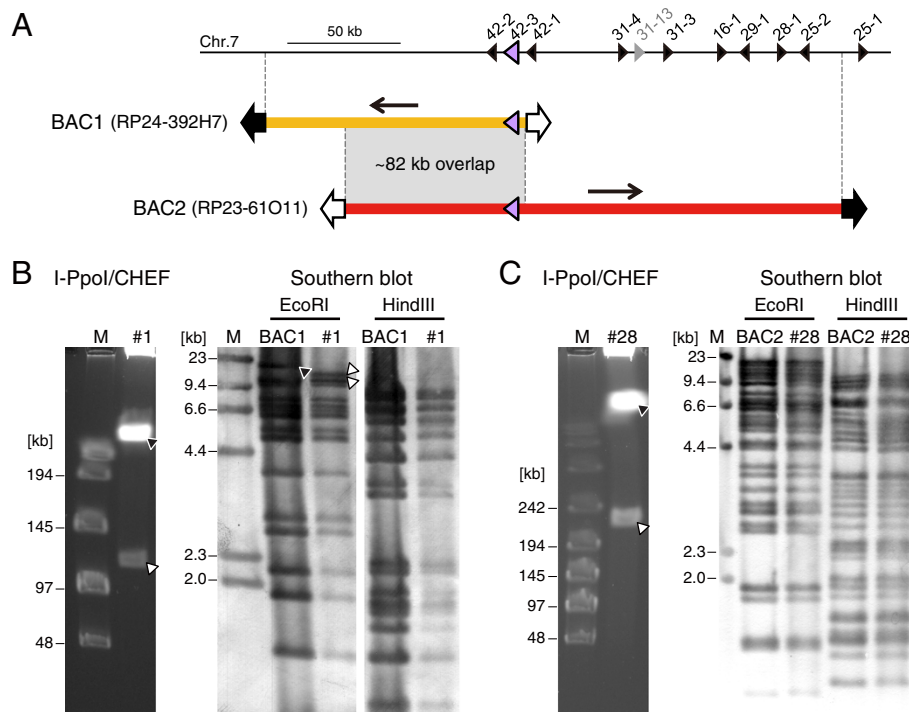 A
Chr.7
50 kb
42-2
42-3
42-1
31-4
31-13
31-3
16-1
29-1
28-1
25-2
25-1
BAC1 (RP24-392H7)
~82 kb overlap
BAC2 (RP23-61O11)
B
I-PpoI/CHEF
Southern blot
EcoRI
HindIII
M
#1
[kb]
M
BAC1
#1
BAC1
#1
[kb]
194
145
97
48
23
9.4
6.6
4.4
2.3
2.0
C
I-PpoI/CHEF
Southern blot
EcoRI
HindIII
M
#28
M
BAC2
#28
BAC2
#28
[kb]
242
194
145
97
48
[kb]
23
9.4
6.6
4.4
2.3
2.0